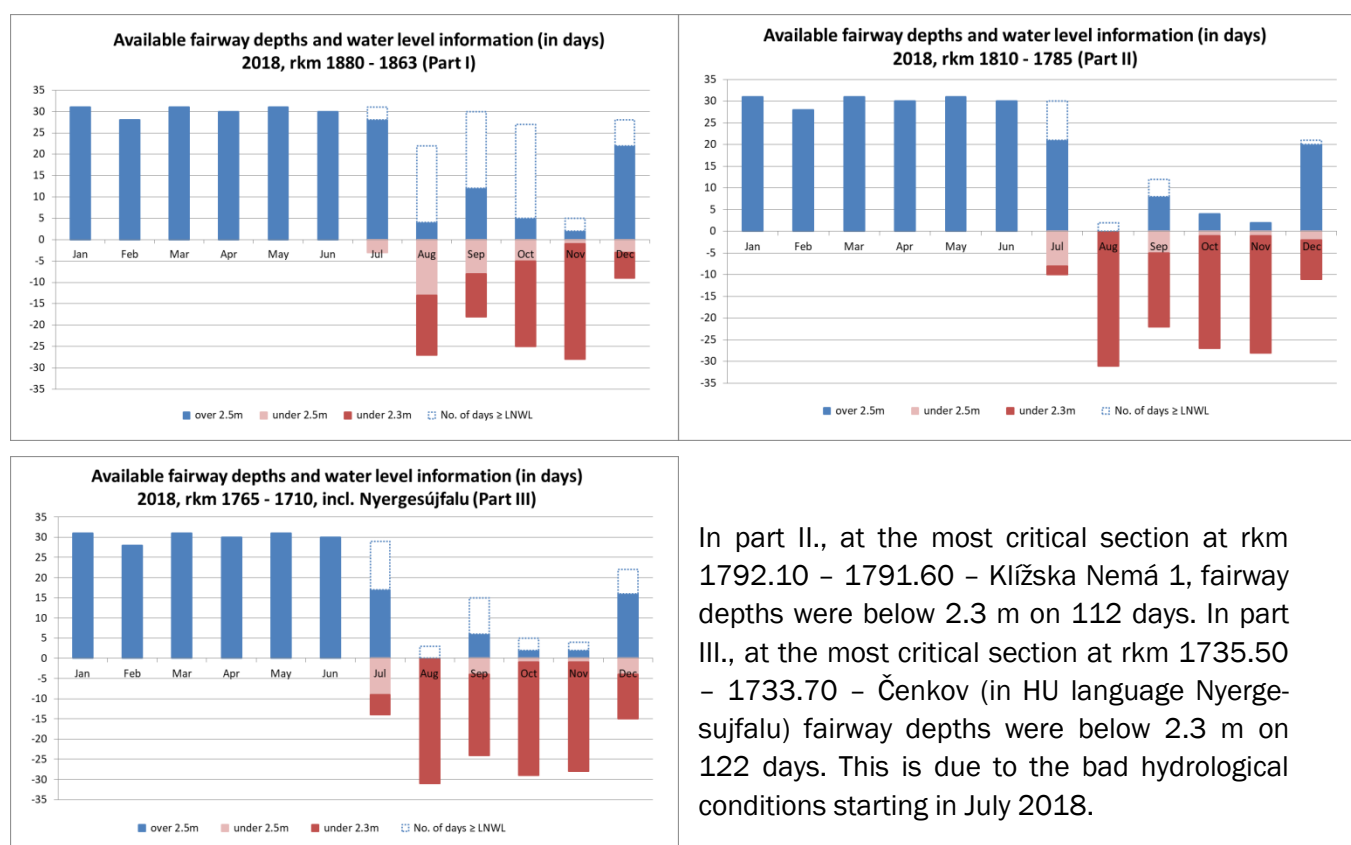 Available fairway depths and water level information (in days)
2018, rkm 1880 - 1863 (Part I)
35
30
25
20
15
10
5
0
-5
-10
-15
-20
-25
-30
-35
Jan Feb Mar Apr May Jun Jul Aug Sep Oct Nov Dec
over 2.5m under 2.5m under 2.3m No. of days ≥ LNWL
Available fairway depths and water level information (in days)
2018, rkm 1810 - 1785 (Part II)
35
30
25
20
15
10
5
0
-5
-10
-15
-20
-25
-30
-35
Jan Feb Mar Apr May Jun Jul Aug Sep Oct Nov Dec
over 2.5m under 2.5m under 2.3m No. of days ≥ LNWL
Available fairway depths and water level information (in days)
2018, rkm 1765 - 1710, incl. Nyergesújfalu (Part III)
35
30
25
20
15
10
5
0
-5
-10
-15
-20
-25
-30
-35
Jan Feb Mar Apr May Jun Jul Aug Sep Oct Nov Dec
over 2.5m under 2.5m under 2.3m No. of days ≥ LNWL
In part II., at the most critical section at rkm
1792.10 – 1791.60 – Klížska Nemá 1, fairway
depths were below 2.3 m on 112 days. In part
III., at the most critical section at rkm 1735.50
– 1733.70 – Čenkov (in HU language Nyerge-
sujfalu) fairway depths were below 2.3 m on
122 days. This is due to the bad hydrological
conditions starting in July 2018.